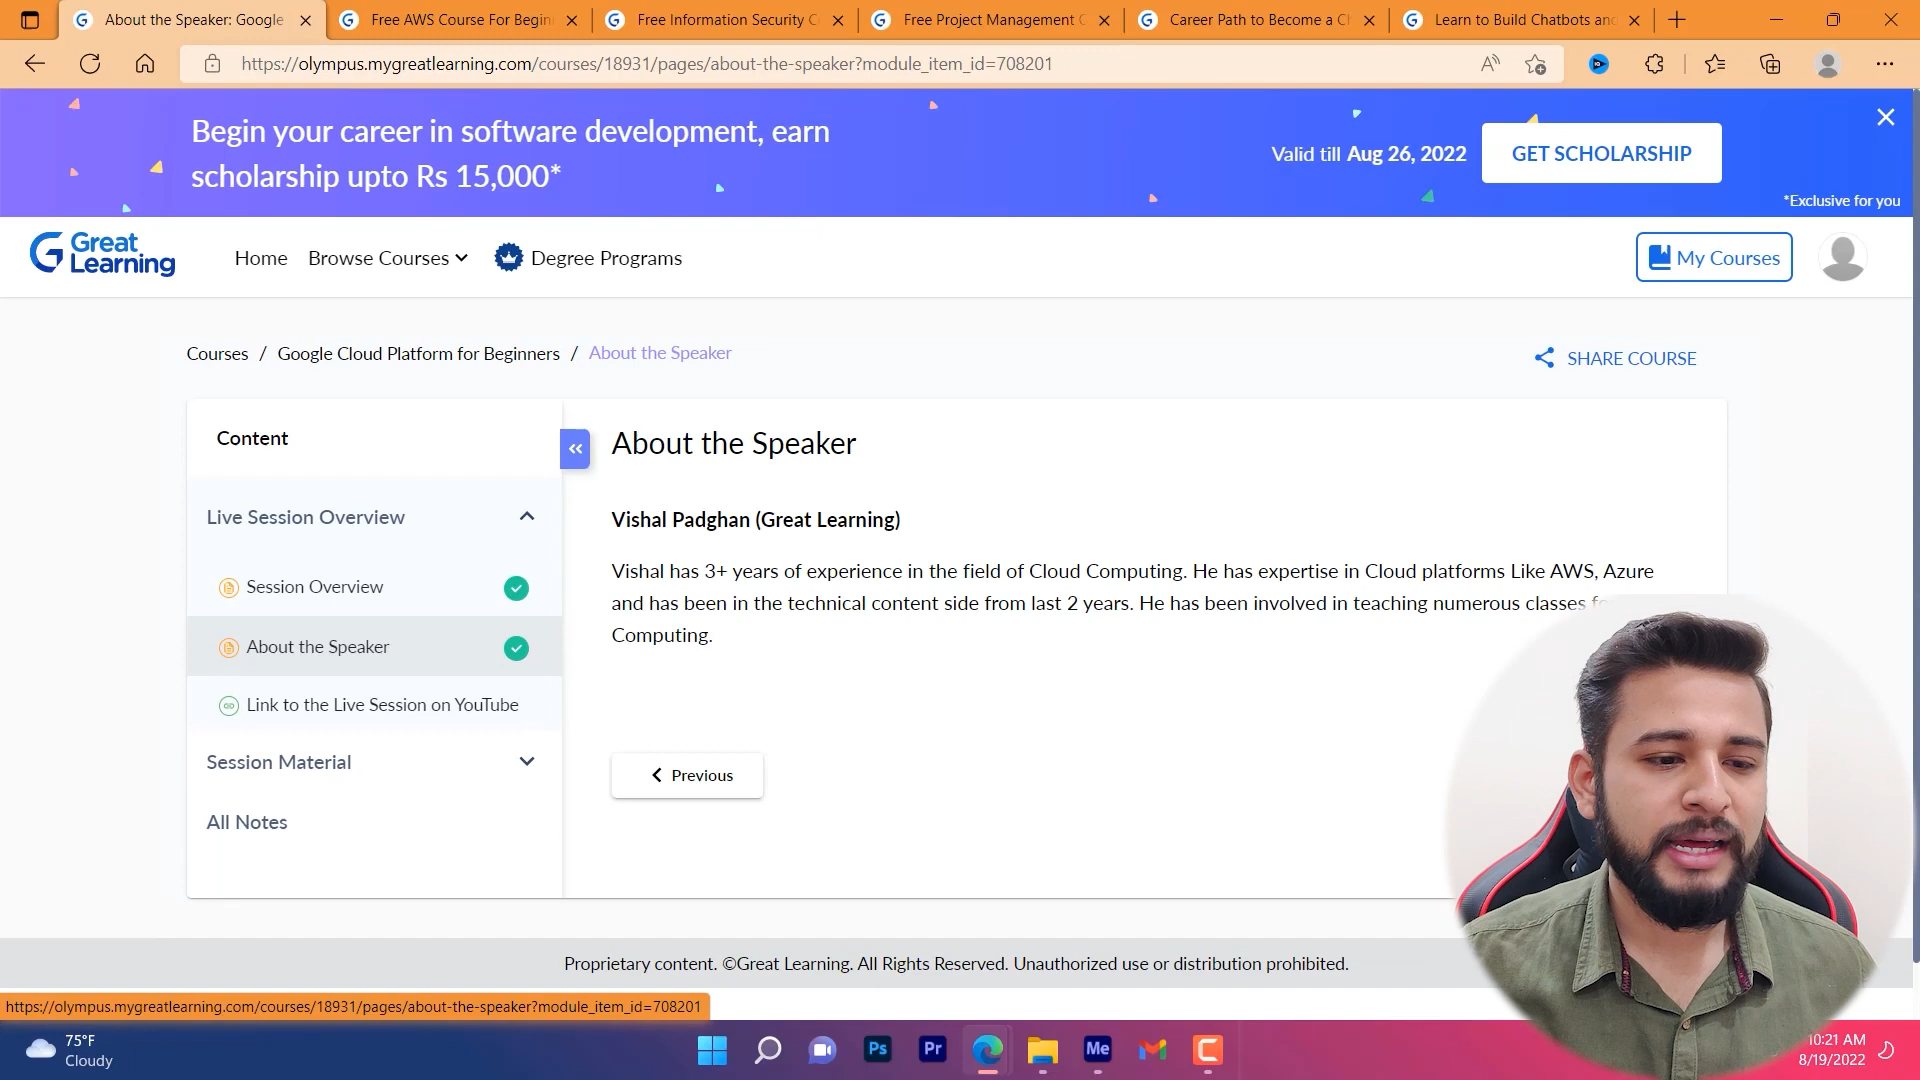 About the Speaker: Google
Free AWS Course For Begin
Free Information Security C
Free Project Management C
Career Path to Become a Cl
Learn to Build Chatbots and
https://olympus.mygreatlearning.com/courses/18931/pages/about-the-speaker?module_item_id=708201
Begin your career in software development, earn
scholarship upto Rs 15,000*
Valid till Aug 26, 2022
GET SCHOLARSHIP
*Exclusive for you
Great
Learning
Home
Browse Courses
Degree Programs
My Courses
Courses / Google Cloud Platform for Beginners / About the Speaker
SHARE COURSE
Content
About the Speaker
Live Session Overview
Vishal Padghan (Great Learning)
Session Overview
Vishal has 3+ years of experience in the field of Cloud Computing. He has expertise in Cloud platforms Like AWS, Azure
and has been in the technical content side from last 2 years. He has been involved in teaching numerous classes
Computing.
About the Speaker
Link to the Live Session on YouTube
Session Material
Previous
All Notes
Proprietary content. ©Great Learning. All Rights Reserved. Unauthorized use or distribution prohibited.
https://olympus.mygreatlearning.com/courses/18931/pages/about-the-speaker?module_item_id=708201
75°F
Cloudy
Ps
Pr
Me
10:21 AM
8/19/2022